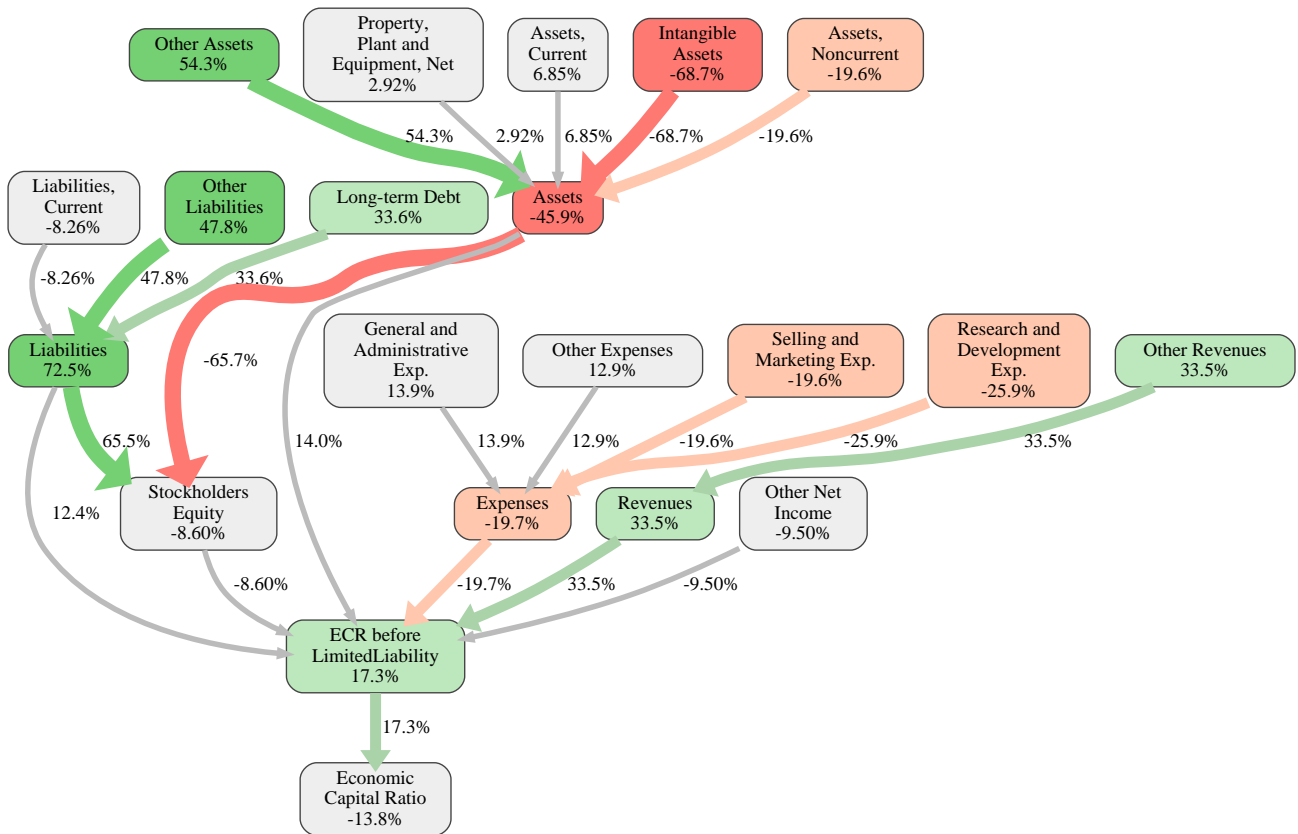 Other Assets
54.3%
Property,
Plant and
Equipment, Net
2.92%
Assets,
Current
6.85%
Intangible
Assets
-68.7%
Assets,
Noncurrent
-19.6%
54.3%
2.92%
6.85%
-68.7%
-19.6%
Liabilities,
Current
-8.26%
Other
Liabilities
47.8%
Long-term Debt
33.6%
Assets
-45.9%
-8.26%
47.8%
33.6%
Liabilities
72.5%
-65.7%
General and
Administrative
Exp.
13.9%
Other Expenses
12.9%
Selling and
Marketing Exp.
-19.6%
Research and
Development
Exp.
-25.9%
Other Revenues
33.5%
65.5%
14.0%
13.9%
12.9%
-19.6%
-25.9%
33.5%
12.4%
Stockholders
Equity
-8.60%
Expenses
-19.7%
Revenues
33.5%
Other Net
Income
-9.50%
-8.60%
-19.7%
33.5%
-9.50%
ECR before
LimitedLiability
17.3%
17.3%
Economic
Capital Ratio
-13.8%